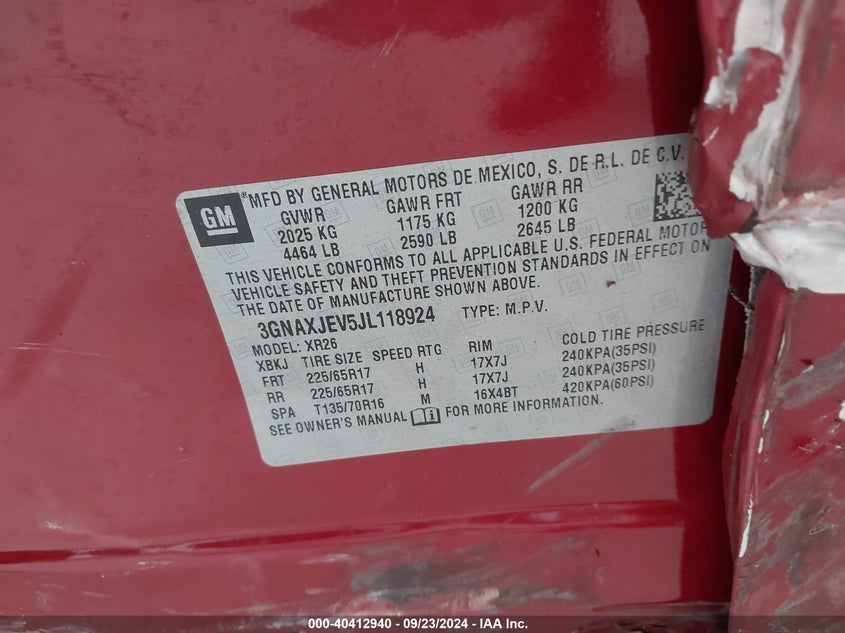 GM
®MFD BY GENERAL MOTORS DE MEXICO, S. DE R.L. DE C.V.
GVWR GAWR FRT GAWR RR
2025 KG 1175 KG 1200 KG
4464 LB 2590 LB 2645 LB
THIS VEHICLE CONFORMS TO ALL APPLICABLE U.S. FEDERAL MOTOR
VEHICLE SAFETY AND THEFT PREVENTION STANDARDS IN EFFECT ON
THE DATE OF MANUFACTURE SHOWN ABOVE.
3GNAXJEV5JL118924 TYPE: M.P.V.
MODEL: XR26
XBKJ TIRE SIZE SPEED RTG RIM COLD TIRE PRESSURE
FRT 225/65R17 H 17X7J 240KPA(35PSI)
RR 225/65R17 H 17X7J 240KPA(35PSI)
SPA T135/70R16 M 16X4BT 420KPA(60PSI)
SEE OWNER'S MANUAL FOR MORE INFORMATION.
000-40412940 - 09/23/2024 - IAA Inc.